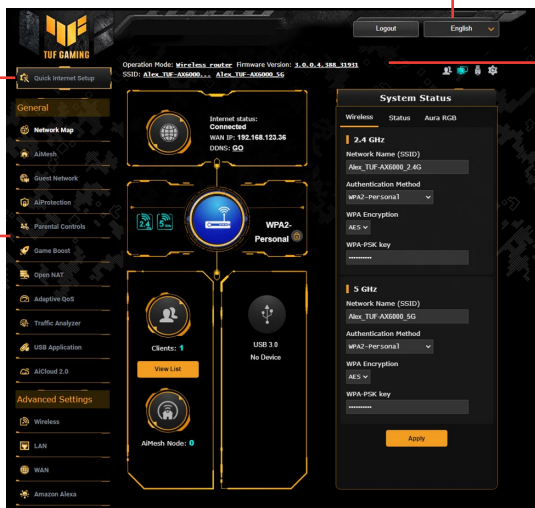 Logout
English
TUF GAMING
Operation Mode: Wireless router Firmware Version: 3.0.0.4.388_31931
SSID: Alex_TUF-AX6000... Alex_TUF-AX6000_5G
Quick Internet Setup
General
Network Map
AiMesh
Guest Network
AiProtection
Parental Controls
Game Boost
Open NAT
Adaptive QoS
Traffic Analyzer
USB Application
AiCloud 2.0
Advanced Settings
Wireless
LAN
WAN
Amazon Alexa
Internet status:
Connected
WAN IP: 192.168.123.36
DDNS: GO
2.4
5
WPA2-
Personal
Clients: 1
View List
AiMesh Node: 0
USB 3.0
No Device
System Status
Wireless Status Aura RGB
2.4 GHz
Network Name (SSID)
Alex_TUF-AX6000_2.4G
Authentication Method
WPA2-Personal
WPA Encryption
AES
WPA-PSK key
••••••••••
5 GHz
Network Name (SSID)
Alex_TUF-AX6000_5G
Authentication Method
WPA2-Personal
WPA Encryption
AES
WPA-PSK key
••••••••••
Apply